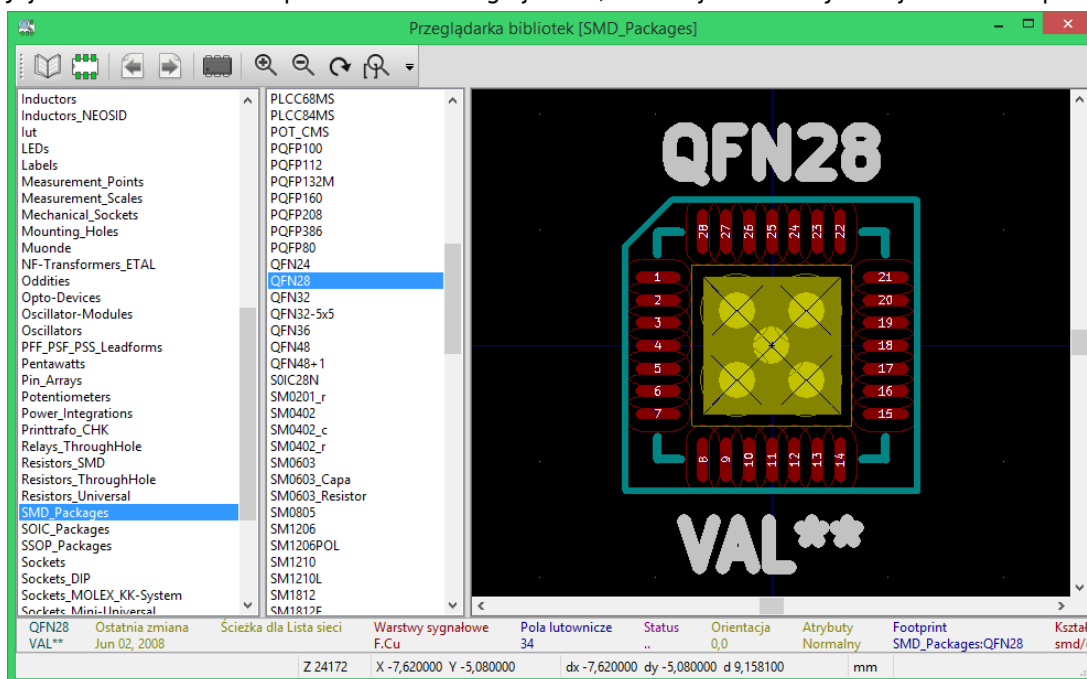 Przeglądarka bibliotek [SMD_Packages]
Inductors
Inductors_NEOSID
Iut
LEDs
Labels
Measurement_Points
Measurement_Scales
Mechanical_Sockets
Mounting_Holes
Muonde
NF-Transformers_ETAL
Oddities
Opto-Devices
Oscillator-Modules
Oscillators
PFF_PSF_PSS_Leadforms
Pentawatts
Pin_Arrays
Potentiometers
Power_Integrations
Printtrafo_CHK
Relays_ThroughHole
Resistors_SMD
Resistors_ThroughHole
Resistors_Universal
SMD_Packages
SOIC_Packages
SSOP_Packages
Sockets
Sockets_DIP
Sockets_MOLEX_KK-System
Sockets_Mini-Universal
PLCC68MS
PLCC84MS
POT_CMS
PQFP100
PQFP112
PQFP132M
PQFP160
PQFP208
PQFP386
PQFP80
QFN24
QFN28
QFN32
QFN32-5x5
QFN36
QFN48
QFN48+1
S0IC28N
SM0201_r
SM0402
SM0402_c
SM0402_r
SM0603
SM0603_Capa
SM0603_Resistor
SM0805
SM1206
SM1206POL
SM1210
SM1210L
SM1812
SM1812E
QFN28
28 27 26 25 24 23 22
1 21
2 20
3 19
4 18
5 17
6 16
7 15
8 9 10 11 12 13 14
VAL**
QFN28 Ostatnia zmiana Ścieżka dla Lista sieci Warstwy sygnałowe Pola lutownicze Status Orientacja Atrybuty Footprint
VAL** Jun 02, 2008 F.Cu 34 .. 0,0 Normalny SMD_Packages:QFN28 smd/
Z 24172 X -7,620000 Y -5,080000 dx -7,620000 dy -5,080000 d 9,158100 mm